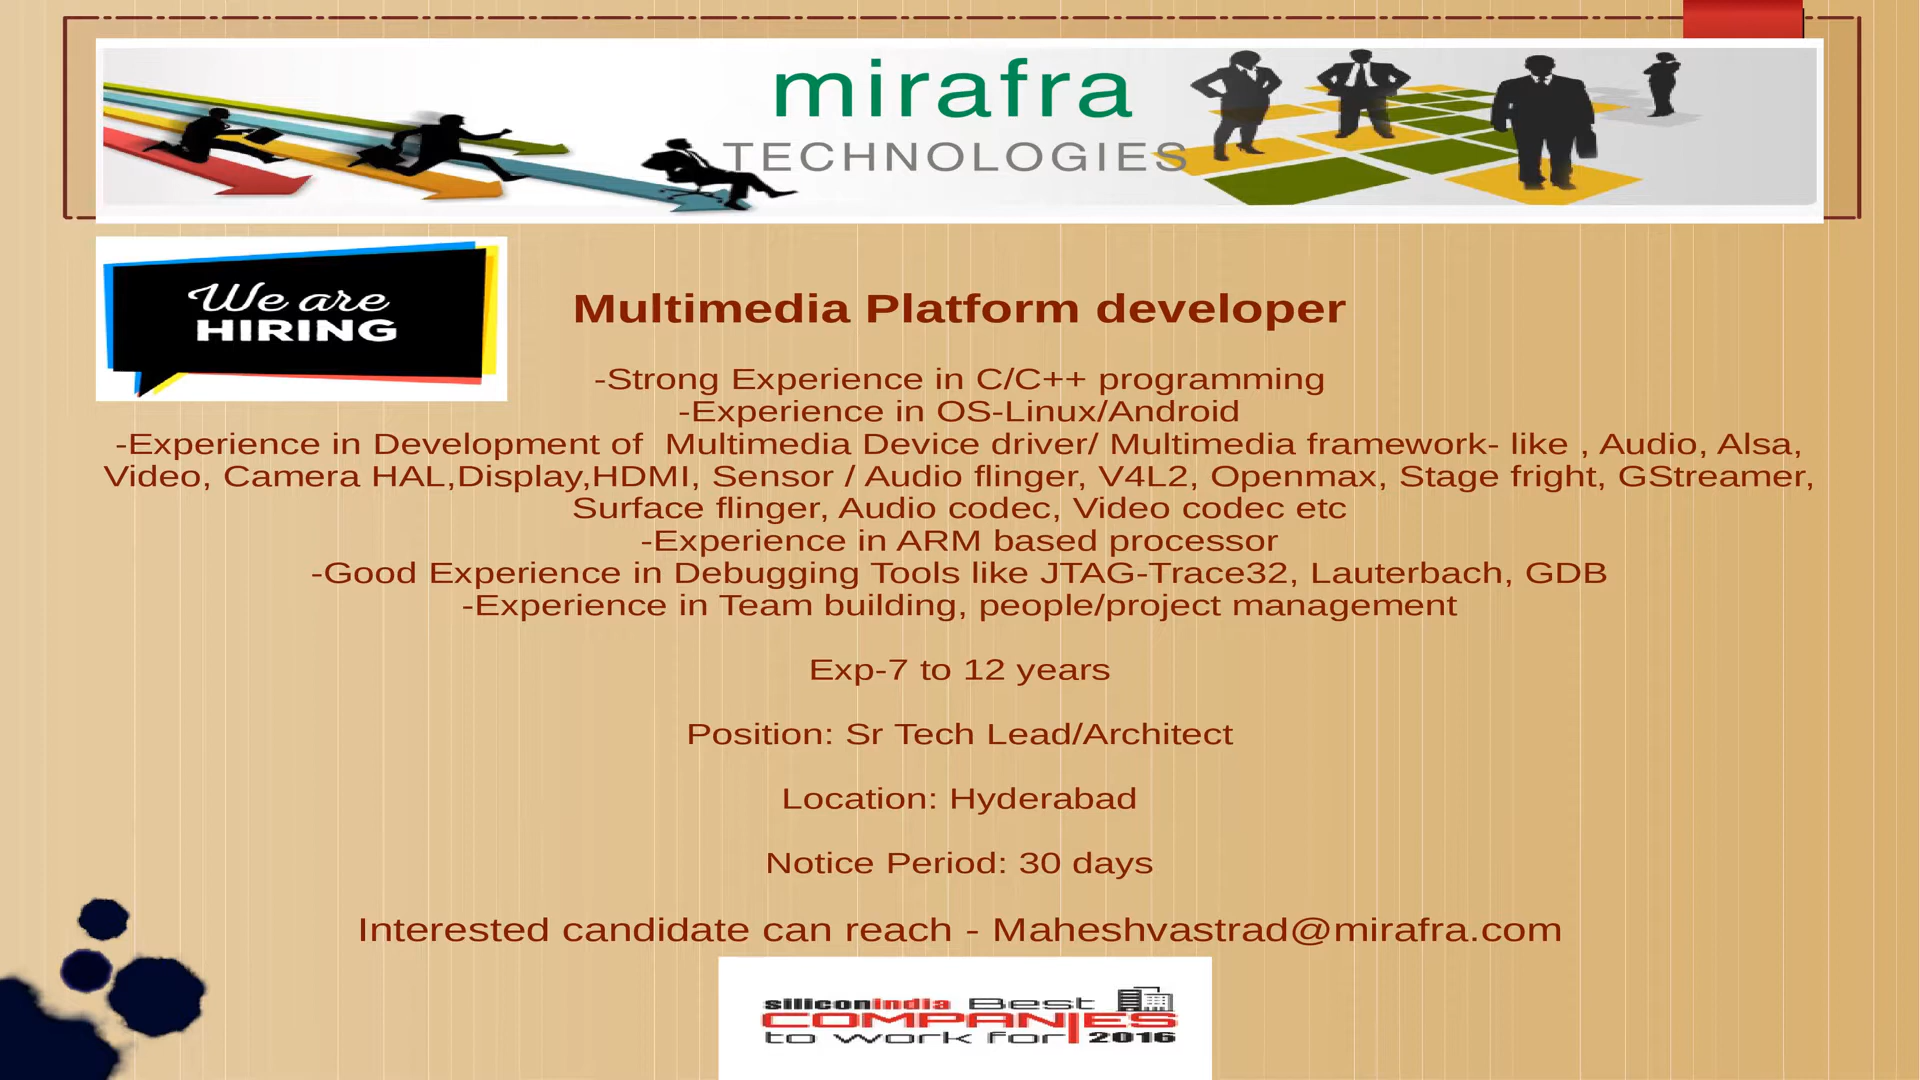 mirafra
TECHNOLOGIES
We are
HIRING
Multimedia Platform developer
-Strong Experience in C/C++ programming
-Experience in OS-Linux/Android
-Experience in Development of  Multimedia Device driver/ Multimedia framework- like , Audio, Alsa,
Video, Camera HAL,Display,HDMI, Sensor / Audio flinger, V4L2, Openmax, Stage fright, GStreamer,
Surface flinger, Audio codec, Video codec etc
-Experience in ARM based processor
-Good Experience in Debugging Tools like JTAG-Trace32, Lauterbach, GDB
-Experience in Team building, people/project management
Exp-7 to 12 years
Position: Sr Tech Lead/Architect
Location: Hyderabad
Notice Period: 30 days
Interested candidate can reach - Maheshvastrad@mirafra.com
siliconindia Best
COMPANIES
to work for 2016